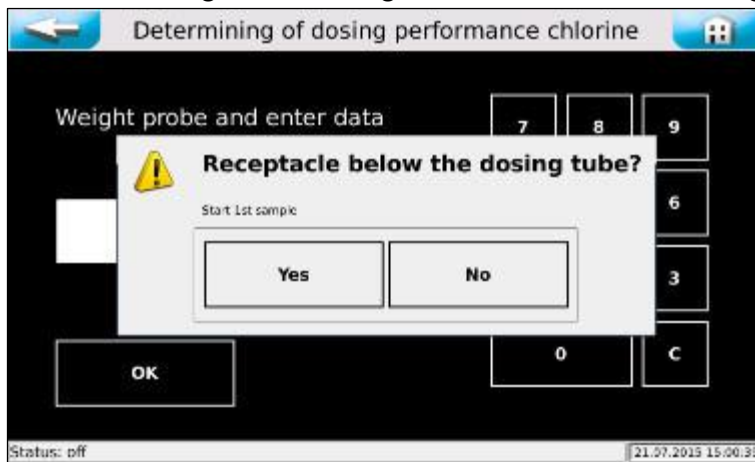 Determining of dosing performance chlorine
Weight probe and enter data
7 8 9
Receptacle below the dosing tube?
Start 1st sample
6
Yes No
3
0 C
OK
Status: off
21.07.2015 15:00:3